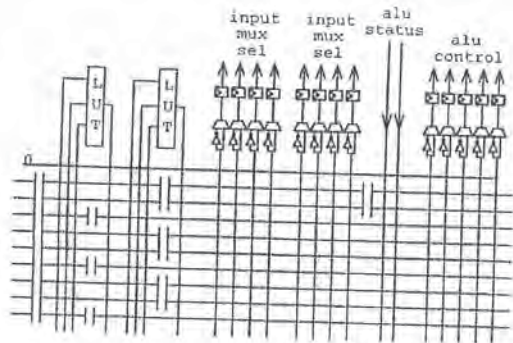 input
mux
sel
input
mux
sel
alu
status
alu
control
L
U
T
L
U
T
0